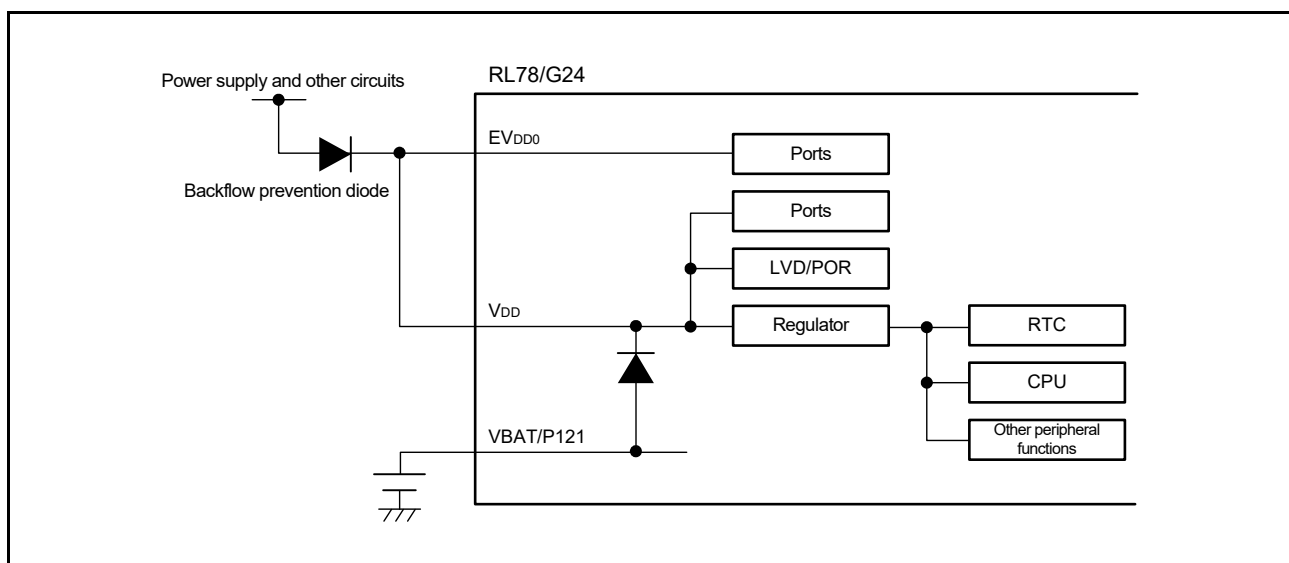 Power supply and other circuits
RL78/G24
EVDD0
Ports
Backflow prevention diode
Ports
LVD/POR
VDD
Regulator
RTC
CPU
VBAT/P121
Other peripheral
functions